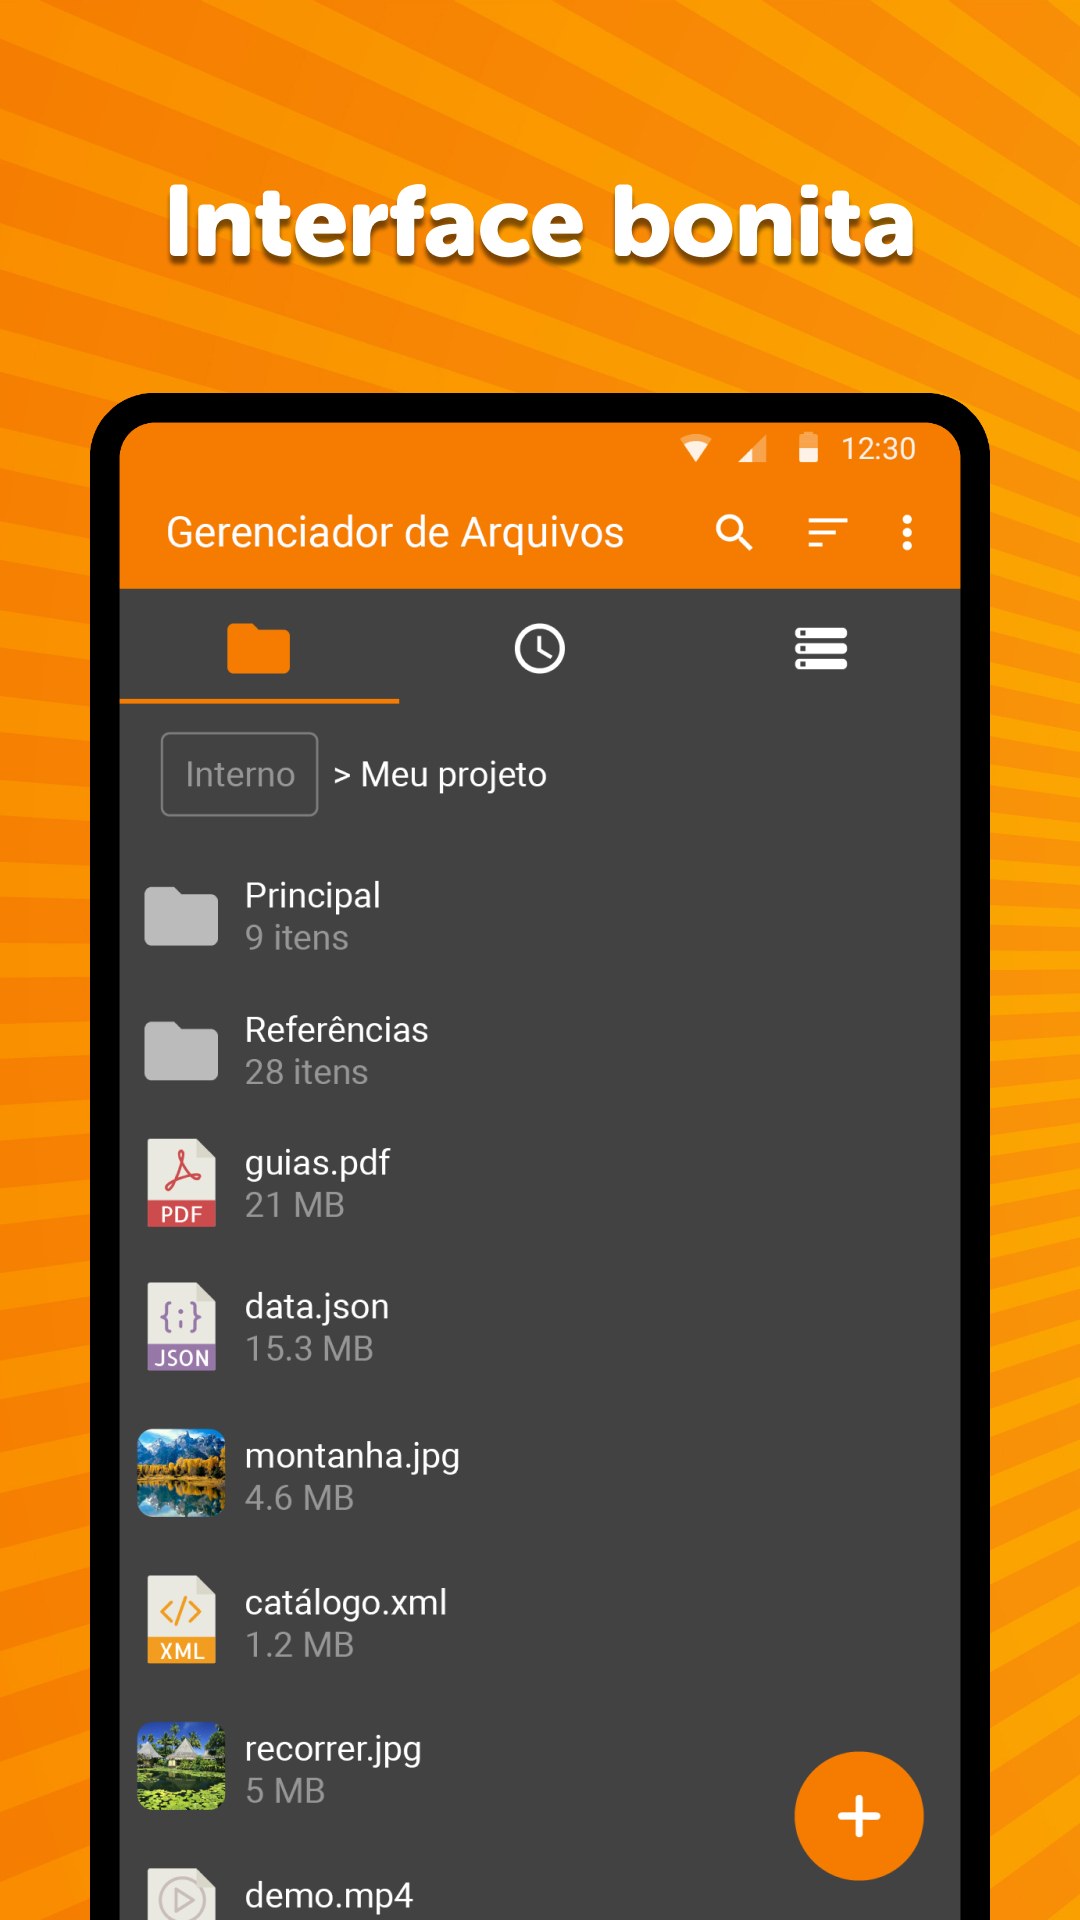 Interface bonita
12:30
Gerenciador de Arquivos
Interno > Meu projeto
Principal
9 itens
Referências
28 itens
guias.pdf
21 MB
PDF
data.json
15.3 MB
JSON
montanha.jpg
4.6 MB
catálogo.xml
1.2 MB
XML
recorrer.jpg
5 MB
demo.mp4